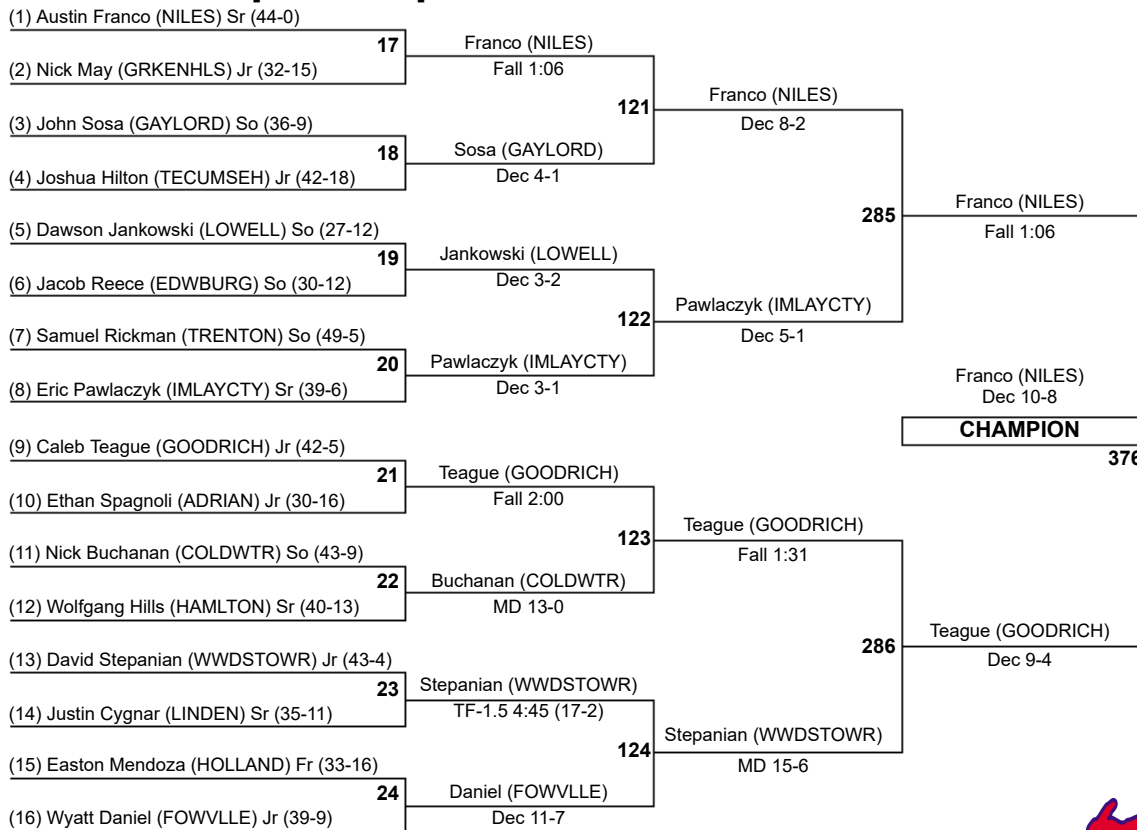 (1) Austin Franco (NILES) Sr (44-0)
17
(2) Nick May (GRKENHLS) Jr (32-15)
Franco (NILES)
Fall 1:06
(3) John Sosa (GAYLORD) So (36-9)
18
(4) Joshua Hilton (TECUMSEH) Jr (42-18)
Sosa (GAYLORD)
Dec 4-1
121
Franco (NILES)
Dec 8-2
(5) Dawson Jankowski (LOWELL) So (27-12)
19
(6) Jacob Reece (EDWBURG) So (30-12)
Jankowski (LOWELL)
Dec 3-2
(7) Samuel Rickman (TRENTON) So (49-5)
20
(8) Eric Pawlaczyk (IMLAYCTY) Sr (39-6)
Pawlaczyk (IMLAYCTY)
Dec 3-1
122
Pawlaczyk (IMLAYCTY)
Dec 5-1
285
Franco (NILES)
Fall 1:06
Franco (NILES)
Dec 10-8
CHAMPION
376
(9) Caleb Teague (GOODRICH) Jr (42-5)
21
(10) Ethan Spagnoli (ADRIAN) Jr (30-16)
Teague (GOODRICH)
Fall 2:00
(11) Nick Buchanan (COLDWTR) So (43-9)
22
(12) Wolfgang Hills (HAMLTON) Sr (40-13)
Buchanan (COLDWTR)
MD 13-0
123
Teague (GOODRICH)
Fall 1:31
(13) David Stepanian (WWDSTOWR) Jr (43-4)
23
(14) Justin Cygnar (LINDEN) Sr (35-11)
Stepanian (WWDSTOWR)
TF-1.5 4:45 (17-2)
(15) Easton Mendoza (HOLLAND) Fr (33-16)
24
(16) Wyatt Daniel (FOWVLLE) Jr (39-9)
Daniel (FOWVLLE)
Dec 11-7
124
Stepanian (WWDSTOWR)
MD 15-6
286
Teague (GOODRICH)
Dec 9-4